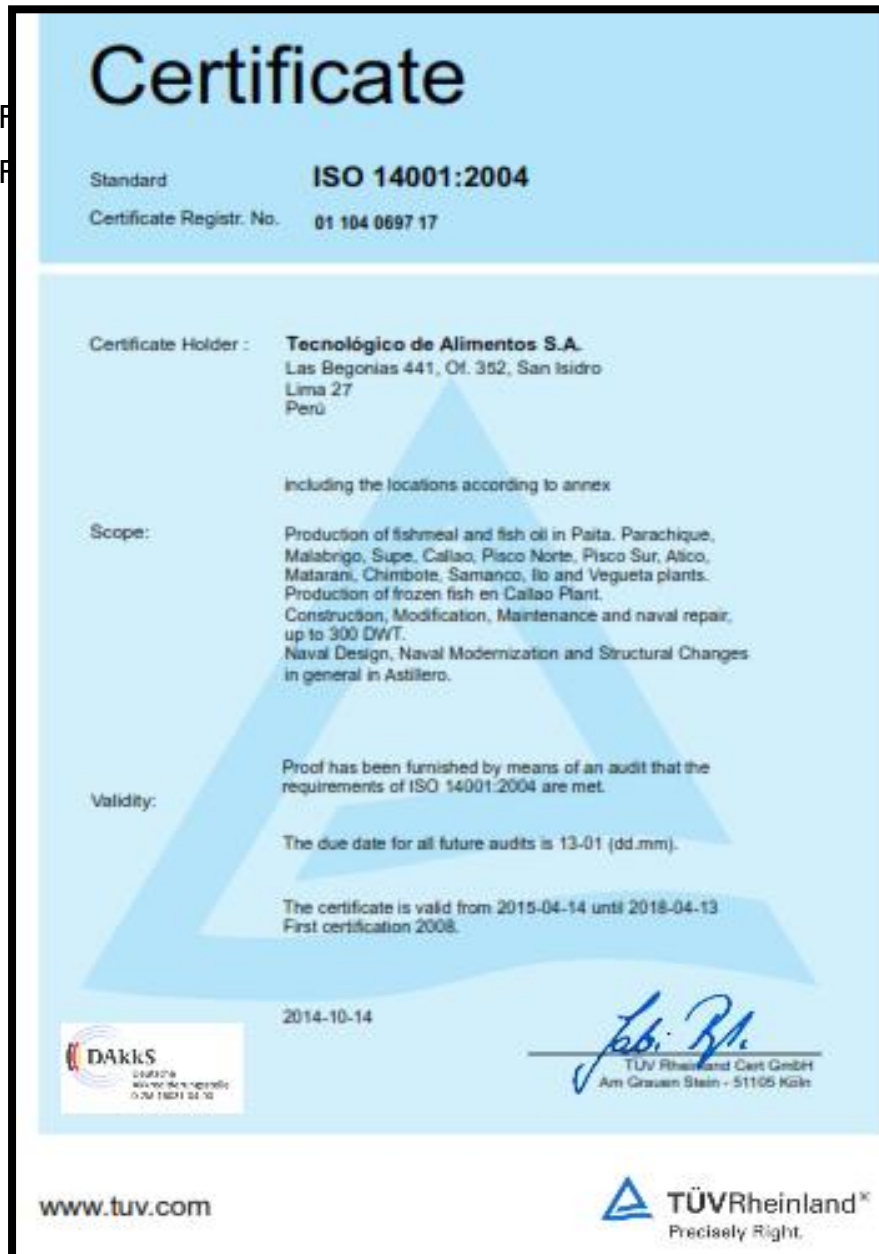 Certificate
Standard ISO 14001:2004
Certificate Registr. No. 01 104 0697 17
Certificate Holder : Tecnológico de Alimentos S.A.
Las Begonias 441, Of. 352, San Isidro
Lima 27
Perú
including the locations according to annex
Scope: Production of fishmeal and fish oil in Paita. Parachique,
Malabrigo, Supe, Callao, Pisco Norte, Pisco Sur, Atico,
Matarani, Chimbote, Samanco, Ilo and Vegueta plants.
Production of frozen fish en Callao Plant.
Construction, Modification, Maintenance and naval repair,
up to 300 DWT.
Naval Design, Naval Modernization and Structural Changes
in general in Astillero.
Proof has been furnished by means of an audit that the
requirements of ISO 14001:2004 are met.
Validity:
The due date for all future audits is 13-01 (dd.mm).
The certificate is valid from 2015-04-14 until 2018-04-13
First certification 2008.
2014-10-14
DAkkS
Deutsche
TÜV Rheinland Cert GmbH
Am Grauen Stein - 51105 Köln
www.tuv.com
TÜVRheinland®
Precisely Right.